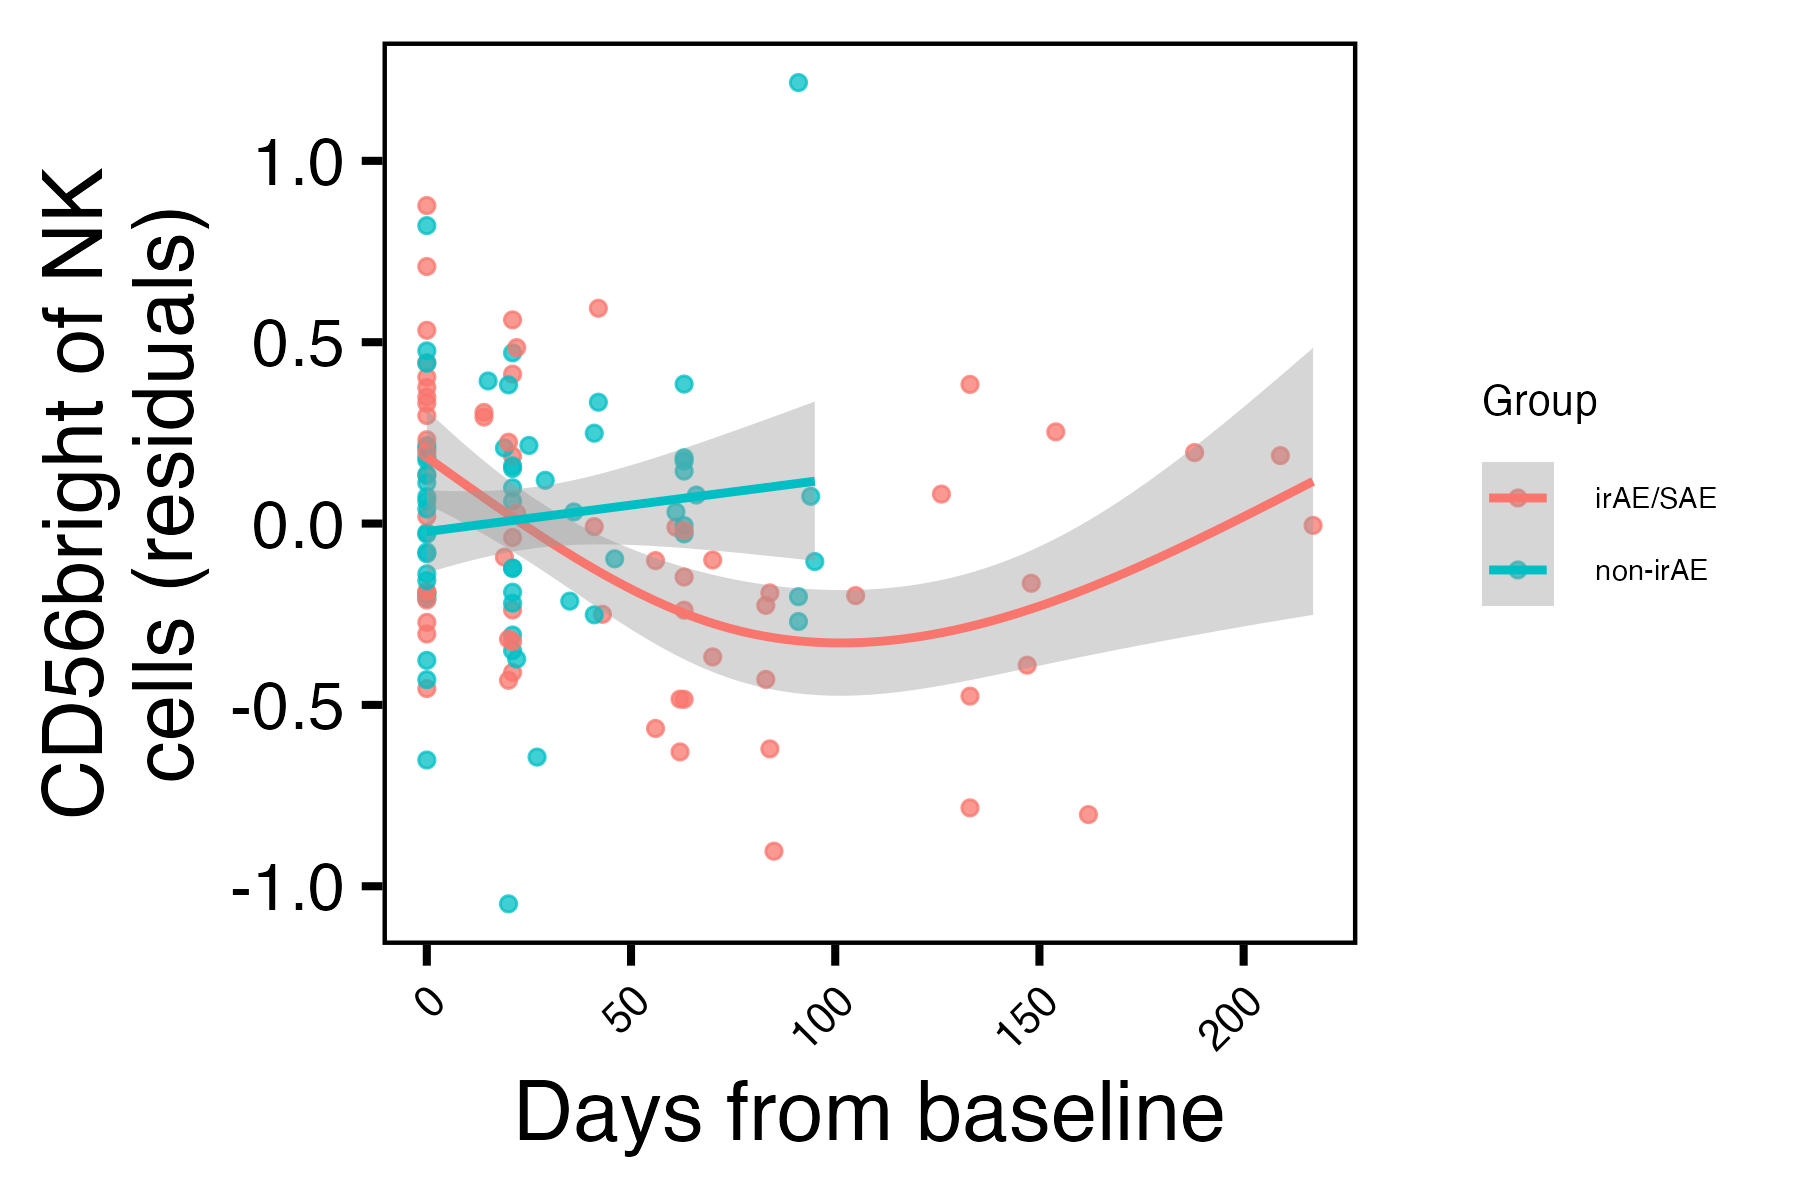 CD56bright of NK
cells (residuals)
1.0
0.5
0.0
-0.5
-1.0
0
50
100
150
200
Days from baseline
Group
irAE/SAE
non-irAE